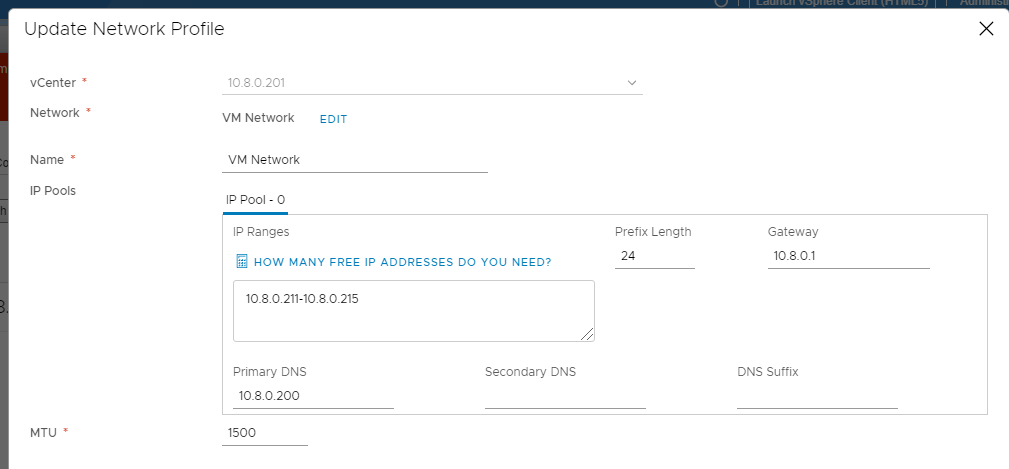 Launch vSphere Client (HTML5)
Update Network Profile
vCenter *
10.8.0.201
Network *
VM Network EDIT
Name *
VM Network
IP Pools
IP Pool - 0
IP Ranges Prefix Length Gateway
HOW MANY FREE IP ADDRESSES DO YOU NEED? 24 10.8.0.1
10.8.0.211-10.8.0.215
Primary DNS Secondary DNS DNS Suffix
10.8.0.200
MTU *
1500